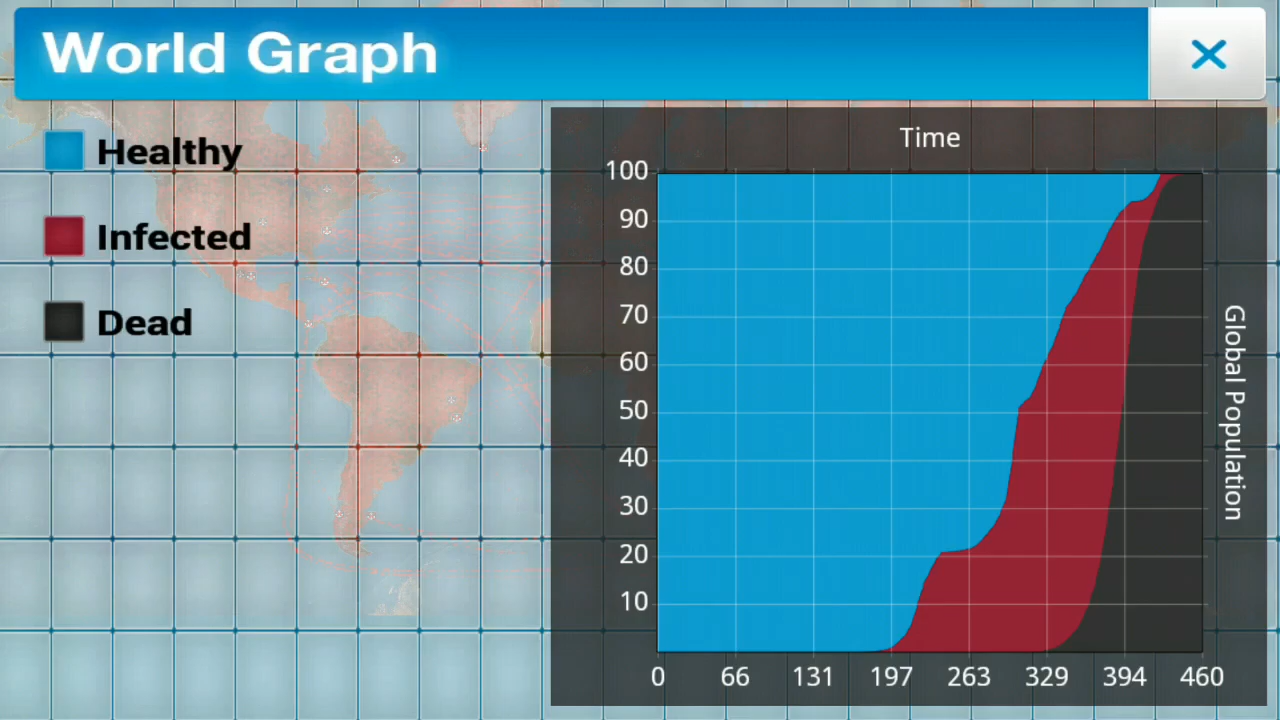 World Graph
Healthy
Infected
Dead
Time
100
90
80
70
60
50
40
30
20
10
0 66 131 197 263 329 394 460
Global Population